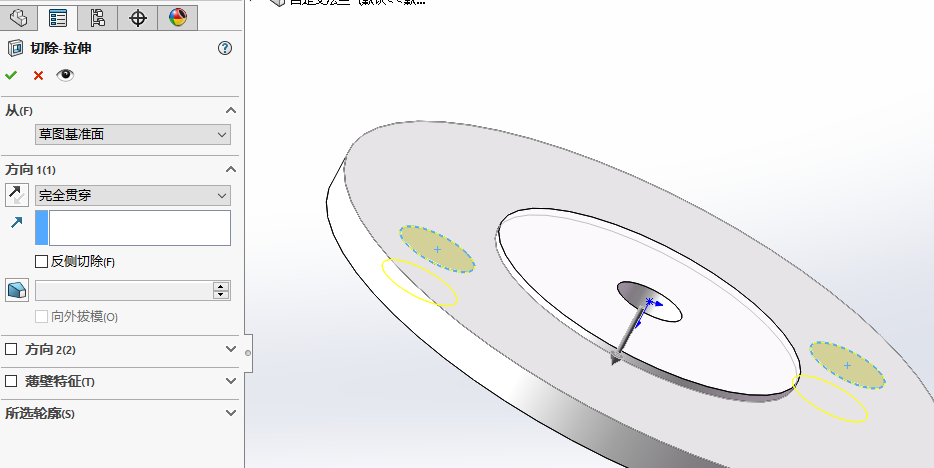 切除-拉伸
从(F)
草图基准面
方向 1(1)
完全贯穿
反侧切除(F)
向外拔模(O)
方向 2(2)
薄壁特征(T)
所选轮廓(S)